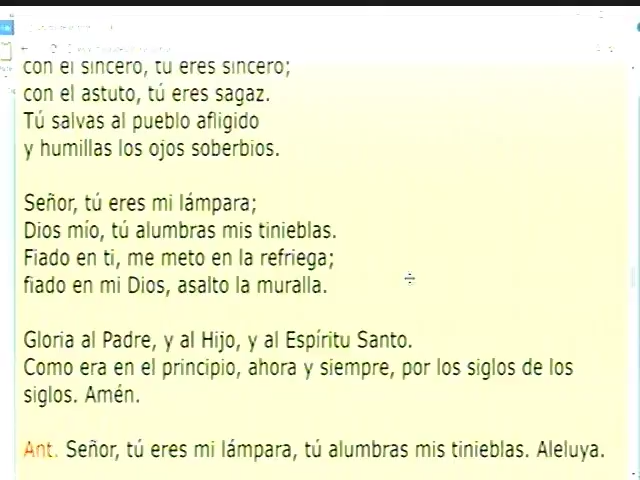 con el sincero, tú eres sincero;
con el astuto, tú eres sagaz.
Tú salvas al pueblo afligido
y humillas los ojos soberbios.
Señor, tú eres mi lámpara;
Dios mío, tú alumbras mis tinieblas.
Fiado en ti, me meto en la refriega;
fiado en mi Dios, asalto la muralla.
Gloria al Padre, y al Hijo, y al Espíritu Santo.
Como era en el principio, ahora y siempre, por los siglos de los
siglos. Amén.
Ant. Señor, tú eres mi lámpara, tú alumbras mis tinieblas. Aleluya.